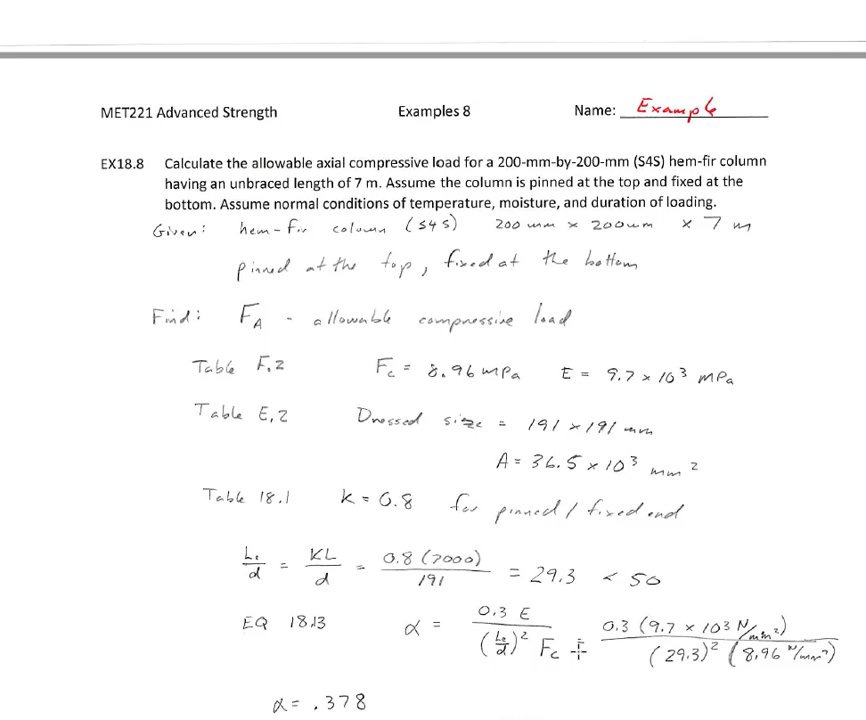 MET221 Advanced Strength Examples 8 Name: Example
EX18.8 Calculate the allowable axial compressive load for a 200-mm-by-200-mm (S4S) hem-fir column
having an unbraced length of 7 m. Assume the column is pinned at the top and fixed at the
bottom. Assume normal conditions of temperature, moisture, and duration of loading.
Given: hem-fir column (S4S) 200 mm × 200mm × 7 m
pinned at the top, fixed at the bottom
Find: F_A - allowable compressive load
Table F.2 F_c = 8.96 mPa E = 9.7 × 10³ mPa
Table E.2 Dressed size = 191 × 191 mm
A = 36.5 × 10³ mm²
Table 18.1 K = 0.8 for pinned / fixed end
Le/d = KL/d = 0.8 (7000)/191 = 29.3 < 50
EQ 18.13 α = 0.3 E/(Le/d)² Fc = 0.3 (9.7 × 10³ N/mm²)/(29.3)² (8.96 N/mm²)
α = .378